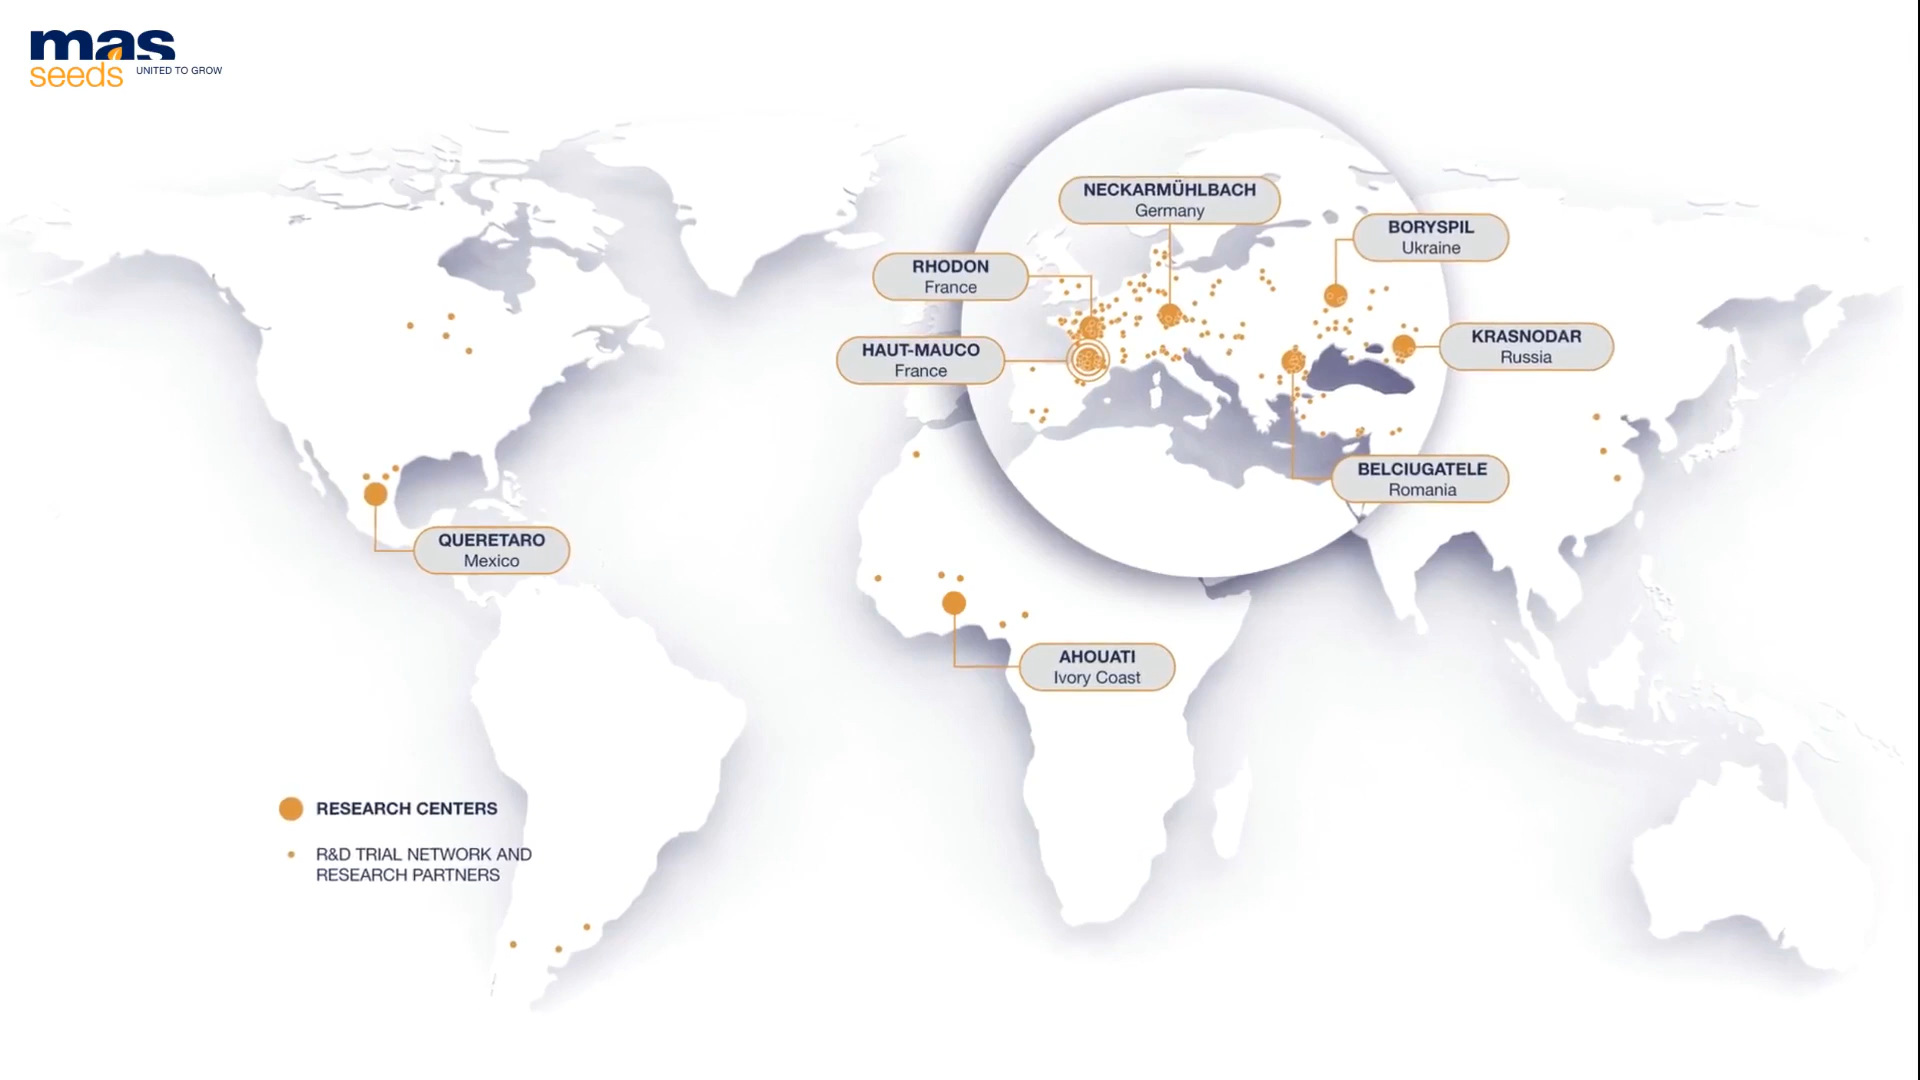 mas
seeds UNITED TO GROW
NECKARMÜHLBACH
Germany
BORYSPIL
Ukraine
RHODON
France
KRASNODAR
Russia
HAUT-MAUCO
France
BELCIUGATELE
Romania
QUERETARO
Mexico
AHOUATI
Ivory Coast
RESEARCH CENTERS
R&D TRIAL NETWORK AND
RESEARCH PARTNERS